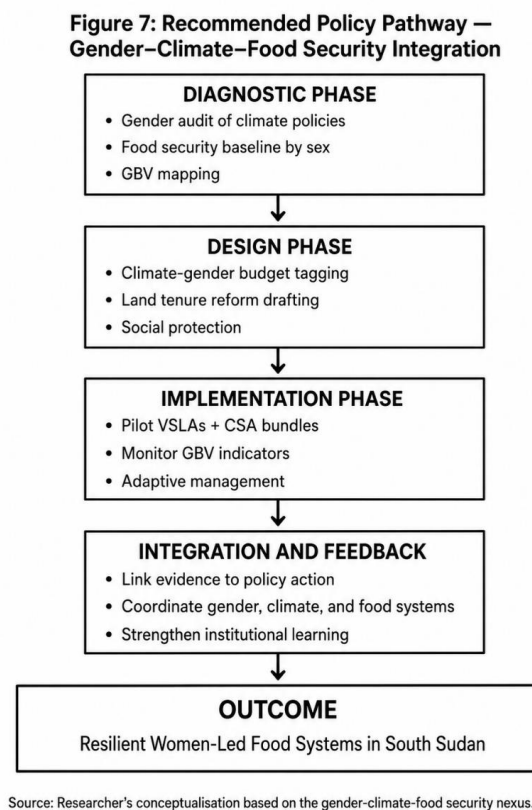 Figure 7: Recommended Policy Pathway —
Gender–Climate–Food Security Integration
DIAGNOSTIC PHASE
• Gender audit of climate policies
• Food security baseline by sex
• GBV mapping
DESIGN PHASE
• Climate-gender budget tagging
• Land tenure reform drafting
• Social protection
IMPLEMENTATION PHASE
• Pilot VSLAs + CSA bundles
• Monitor GBV indicators
• Adaptive management
INTEGRATION AND FEEDBACK
• Link evidence to policy action
• Coordinate gender, climate, and food systems
• Strengthen institutional learning
OUTCOME
Resilient Women-Led Food Systems in South Sudan
Source: Researcher's conceptualisation based on the gender-climate-food security nexus